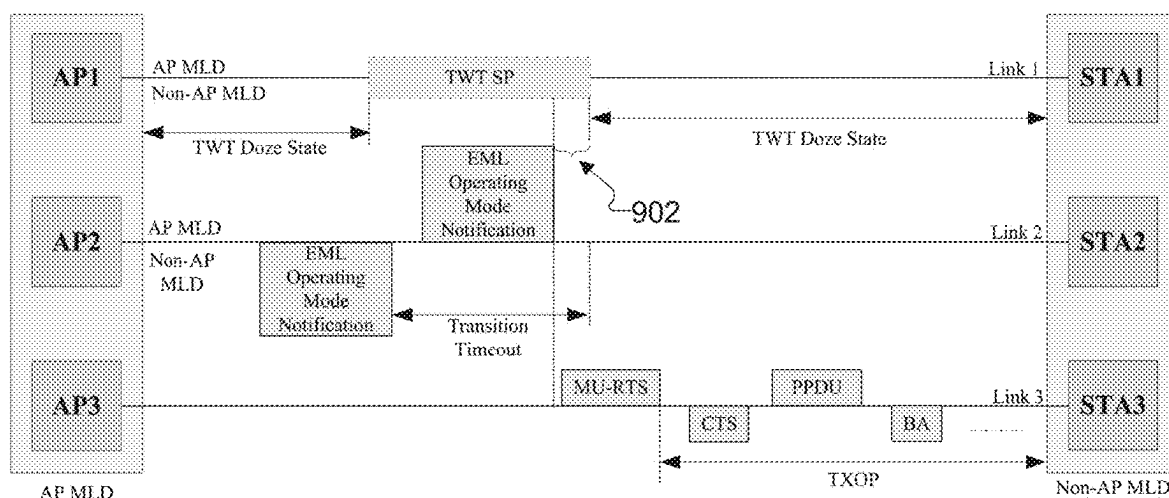 AP1
AP MLD
Non-AP MLD
TWT SP
Link 1
STA1
TWT Doze State
TWT Doze State
EML
Operating
Mode
Notification
902
AP2
AP MLD
Non-AP
MLD
Link 2
STA2
EML
Operating
Mode
Notification
Transition
Timeout
AP3
MU-RTS
PPDU
Link 3
STA3
CTS
BA
..........
TXOP
AP MLD
Non-AP MLD